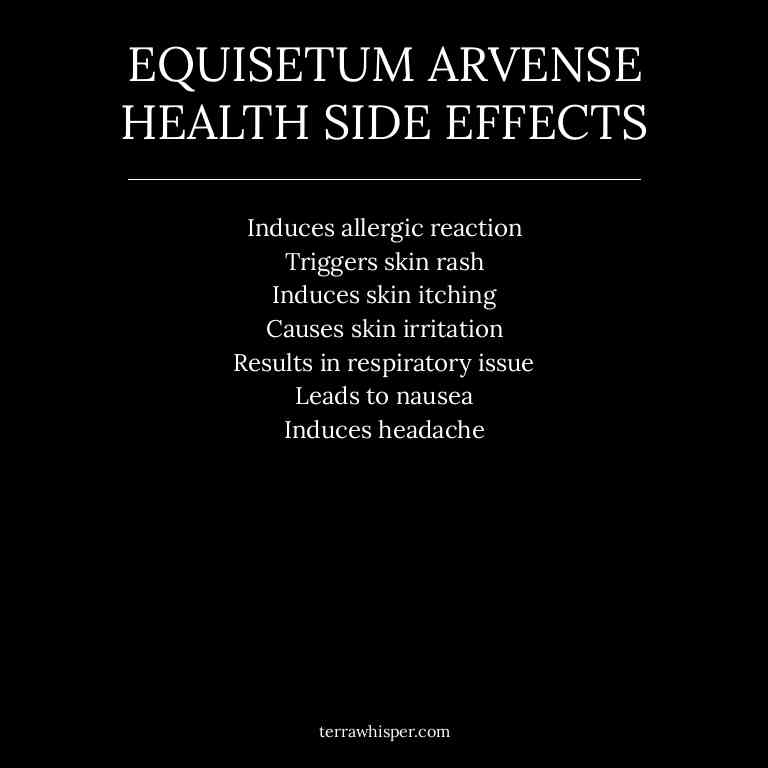 EQUISETUM ARVENSE
HEALTH SIDE EFFECTS
Induces allergic reaction
Triggers skin rash
Induces skin itching
Causes skin irritation
Results in respiratory issue
Leads to nausea
Induces headache
terrawhisper.com